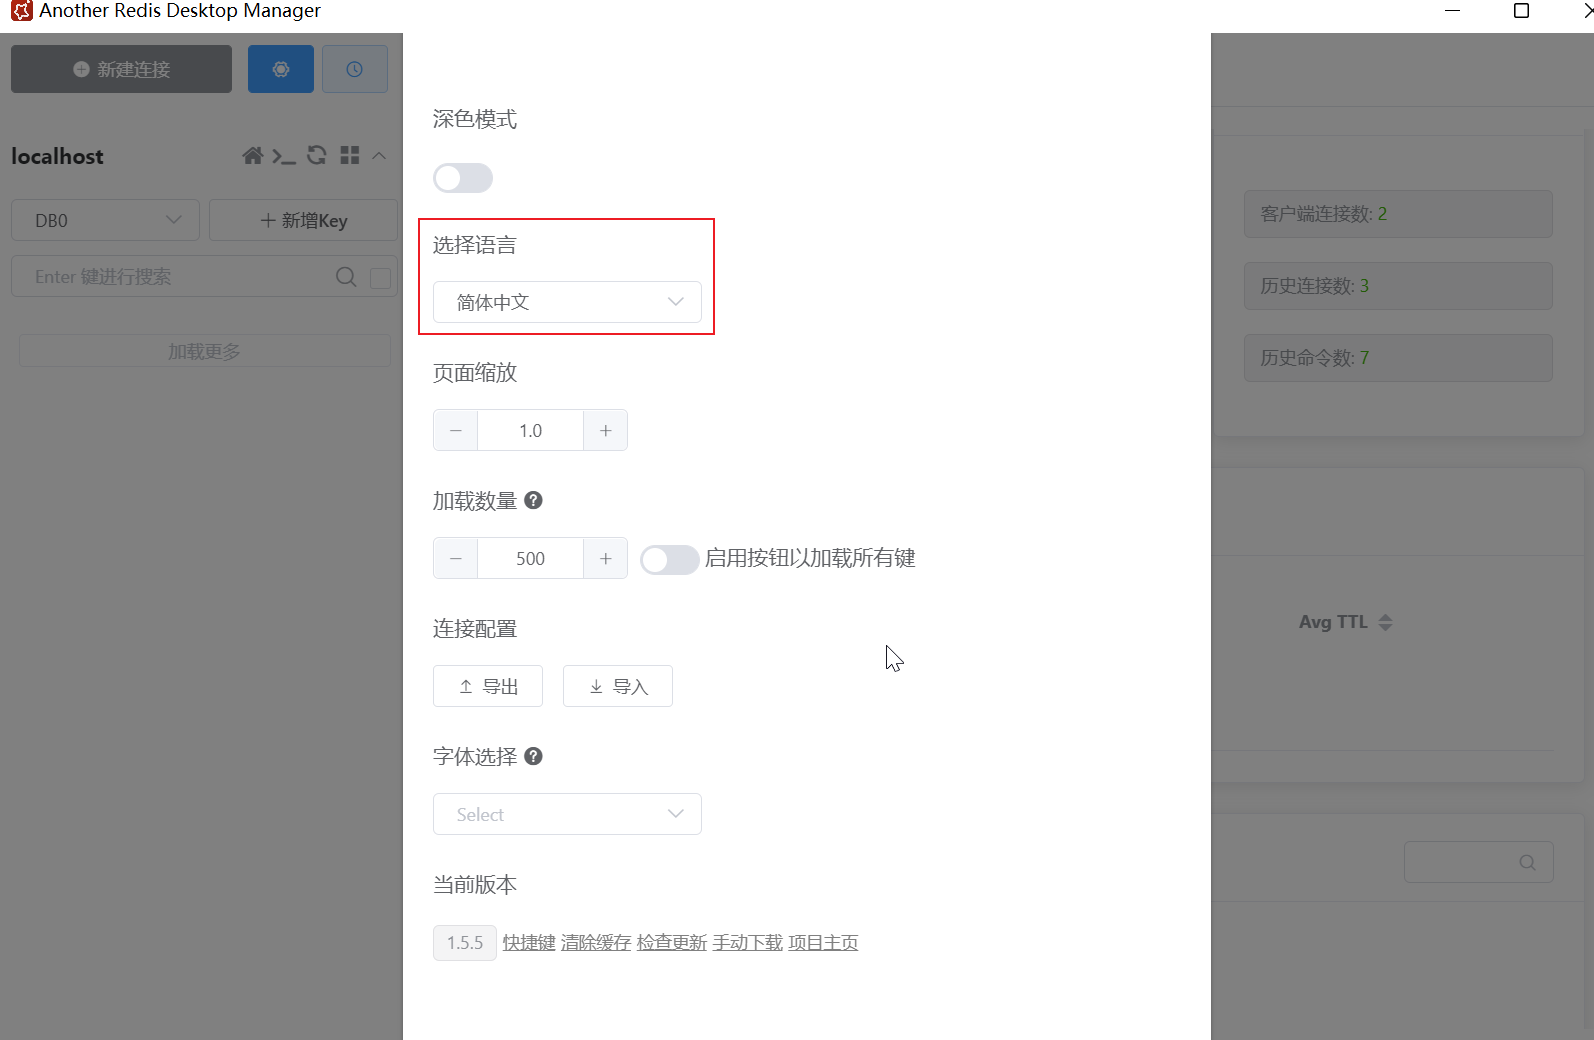 Another Redis Desktop Manager
新建连接
localhost
DB0
新增Key
Enter 键进行搜索
加载更多
深色模式
选择语言
简体中文
页面缩放
1.0
加载数量
500
启用按钮以加载所有键
连接配置
导出
导入
字体选择
Select
当前版本
1.5.5 快捷键 清除缓存 检查更新 手动下载 项目主页
客户端连接数: 2
历史连接数: 3
历史命令数: 7
Avg TTL